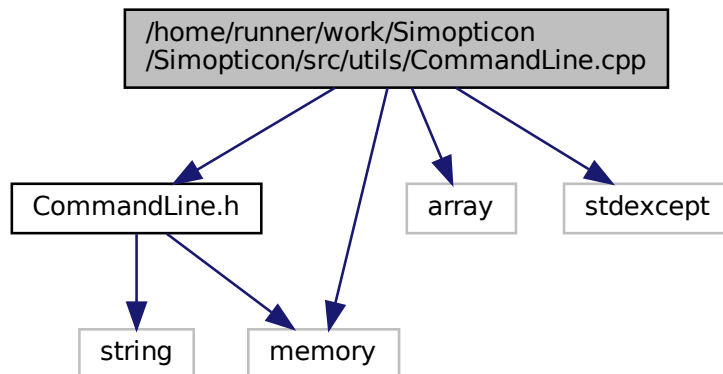 /home/runner/work/Simopticon
/Simopticon/src/utils/CommandLine.cpp
CommandLine.h
array
stdexcept
string
memory